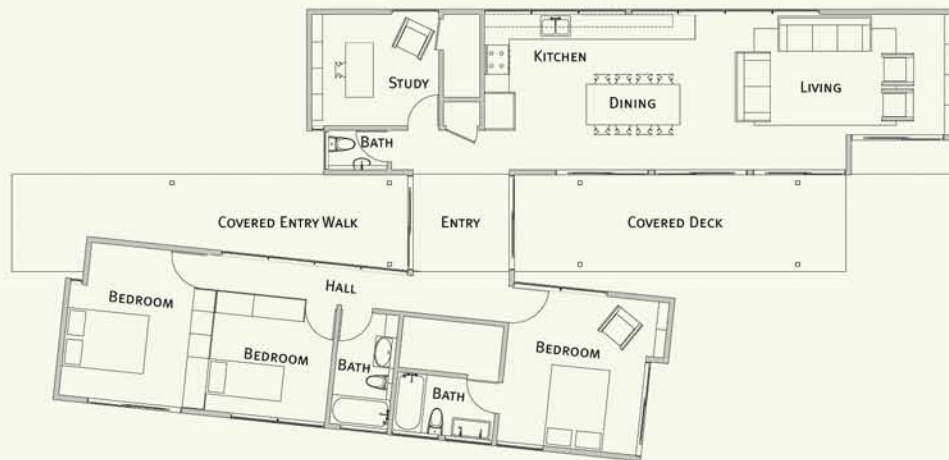 Kitchen
Study
Dining
Living
Bath
Covered Entry Walk
Entry
Covered Deck
Hall
Bedroom
Bedroom
Bath
Bedroom
Bath